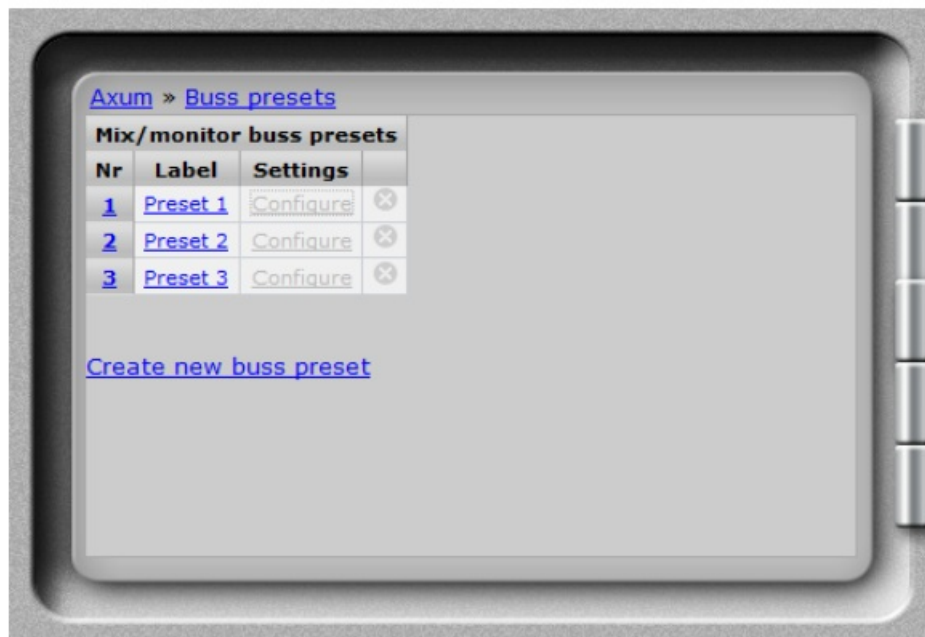 Axum » Buss presets
Mix/monitor buss presets
Nr Label Settings
1 Preset 1 Configure
2 Preset 2 Configure
3 Preset 3 Configure
Create new buss preset